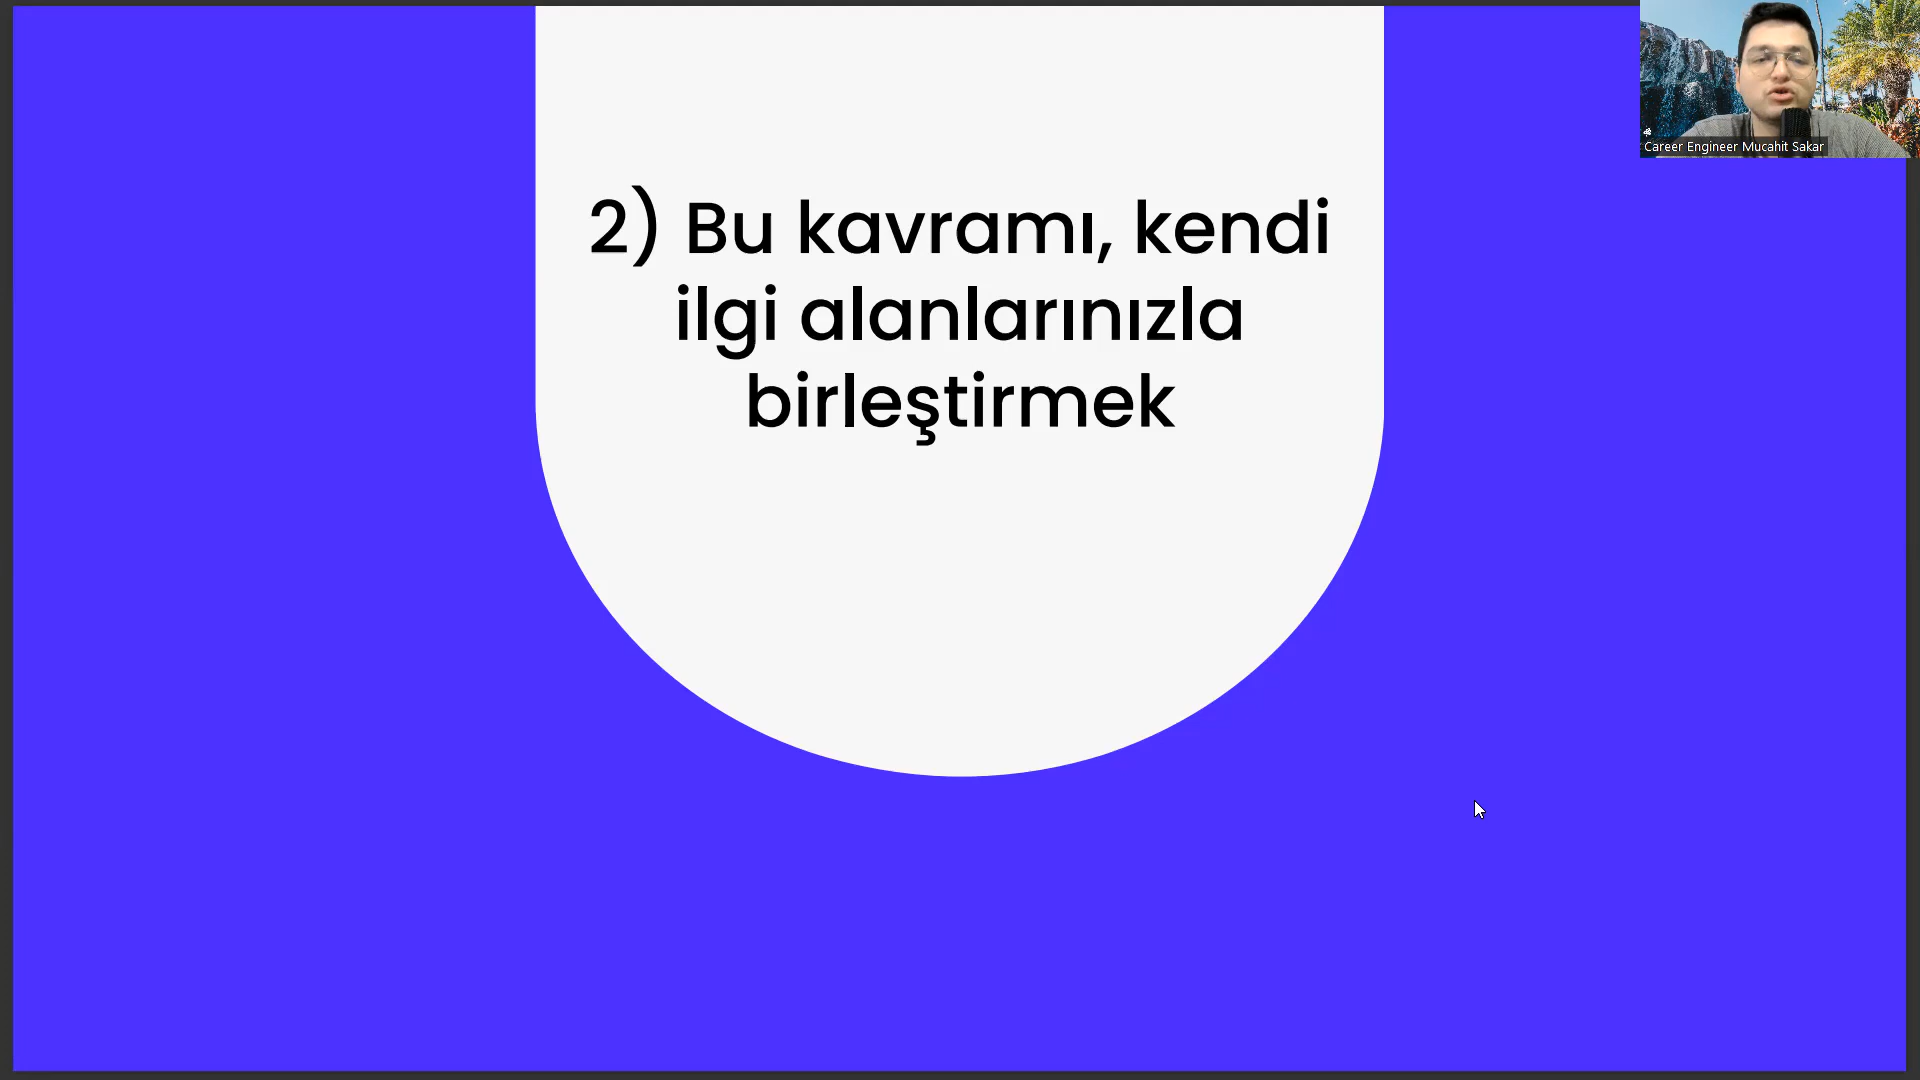 Career Engineer Mucahit Sakar
2) Bu kavramı, kendi
ilgi alanlarınızla
birleştirmek